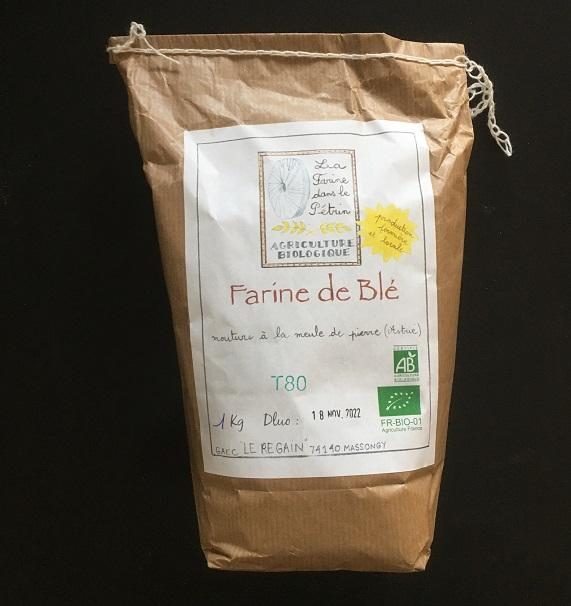 La
Farine
dans le
Pétrin
AGRICULTURE
BIOLOGIQUE
production
fermière
et locale
Farine de Blé
mouture à la meule de pierre (Astrié)
T80
CERTIFIÉ
AB
AGRICULTURE
BIOLOGIQUE
1 Kg Dluo : 18 NOV. 2022
FR-BIO-01
Agriculture France
GAEC "LE REGAIN" 74140 MASSONGY